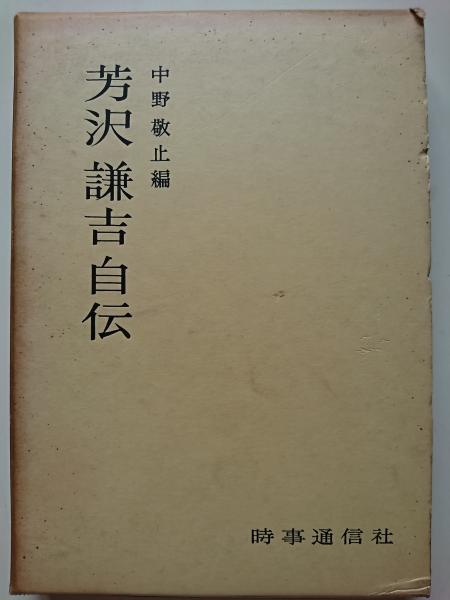 中野敬止編
芳沢謙吉自伝
時事通信社